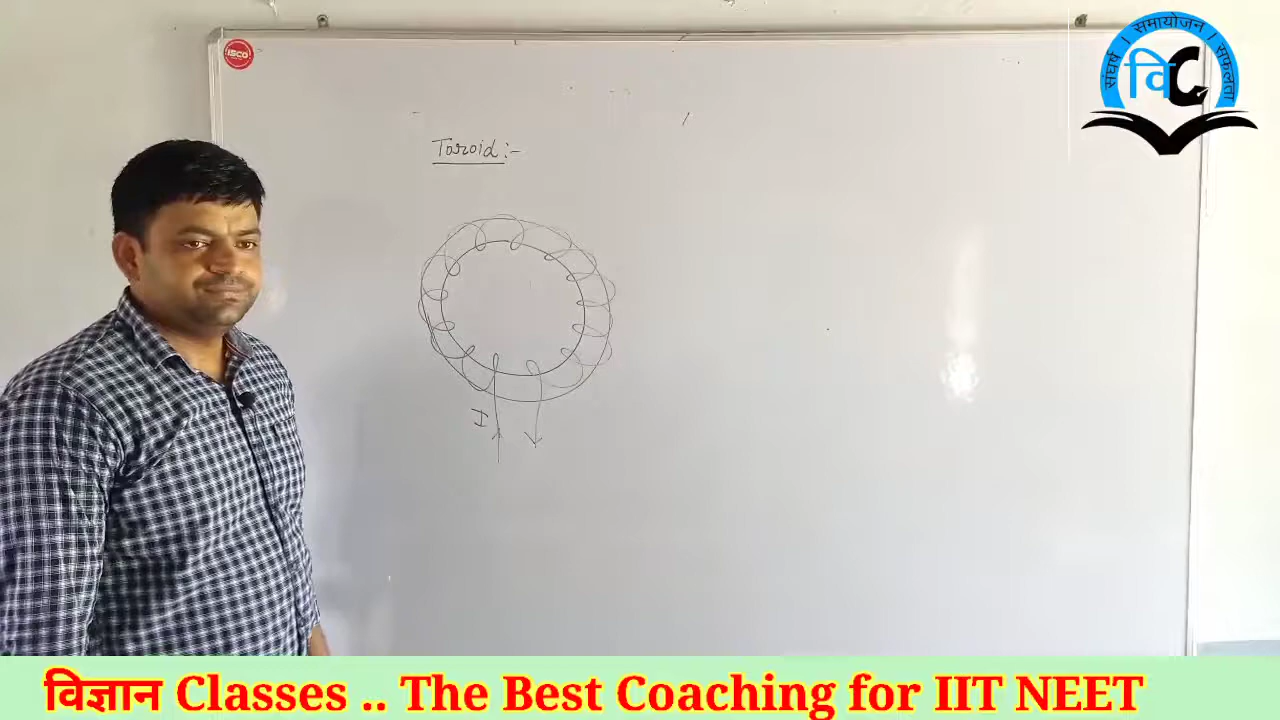 ISCO
संघर्ष । समायोजन । सफलता
विC
Toroid:-
I
विज्ञान Classes .. The Best Coaching for IIT NEET